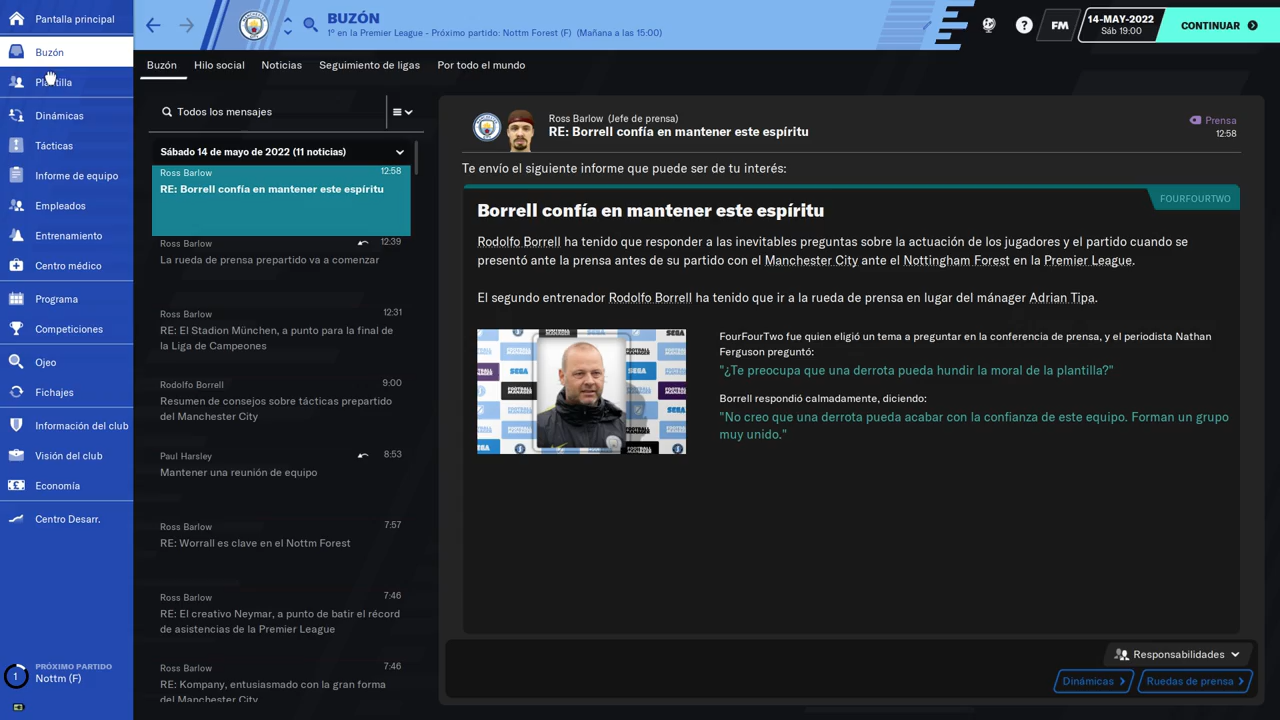 Pantalla principal
Buzón
Plantilla
Dinámicas
Tácticas
Informe de equipo
Empleados
Entrenamiento
Centro médico
Programa
Competiciones
Ojeo
Fichajes
Información del club
Visión del club
Economía
Centro Desarr.
1
PRÓXIMO PARTIDO
Nottm (F)
BUZÓN
1º en la Premier League - Próximo partido: Nottm Forest (F) (Mañana a las 15:00)
?
FM
14-MAY-2022
Sáb 19:00
CONTINUAR
Buzón
Hilo social
Noticias
Seguimiento de ligas
Por todo el mundo
Todos los mensajes
Sábado 14 de mayo de 2022 (11 noticias)
Ross Barlow 12:58
RE: Borrell confía en mantener este espíritu
Ross Barlow 12:39
La rueda de prensa prepartido va a comenzar
Ross Barlow 12:31
RE: El Stadion München, a punto para la final de
la Liga de Campeones
Rodolfo Borrell 9:00
Resumen de consejos sobre tácticas prepartido
del Manchester City
Paul Harsley 8:53
Mantener una reunión de equipo
Ross Barlow 7:57
RE: Worrall es clave en el Nottm Forest
Ross Barlow 7:46
RE: El creativo Neymar, a punto de batir el récord
de asistencias de la Premier League
Ross Barlow 7:46
RE: Kompany, entusiasmado con la gran forma
del Manchester City
Ross Barlow (Jefe de prensa)
RE: Borrell confía en mantener este espíritu
Prensa
12:58
Te envío el siguiente informe que puede ser de tu interés:
FOURFOURTWO
Borrell confía en mantener este espíritu
Rodolfo Borrell ha tenido que responder a las inevitables preguntas sobre la actuación de los jugadores y el partido cuando se
presentó ante la prensa antes de su partido con el Manchester City ante el Nottingham Forest en la Premier League.
El segundo entrenador Rodolfo Borrell ha tenido que ir a la rueda de prensa en lugar del mánager Adrian Tipa.
SEGA
FourFourTwo fue quien eligió un tema a preguntar en la conferencia de prensa, y el periodista Nathan
Ferguson preguntó:
"¿Te preocupa que una derrota pueda hundir la moral de la plantilla?"
Borrell respondió calmadamente, diciendo:
"No creo que una derrota pueda acabar con la confianza de este equipo. Forman un grupo
muy unido."
Responsabilidades
Dinámicas
Ruedas de prensa